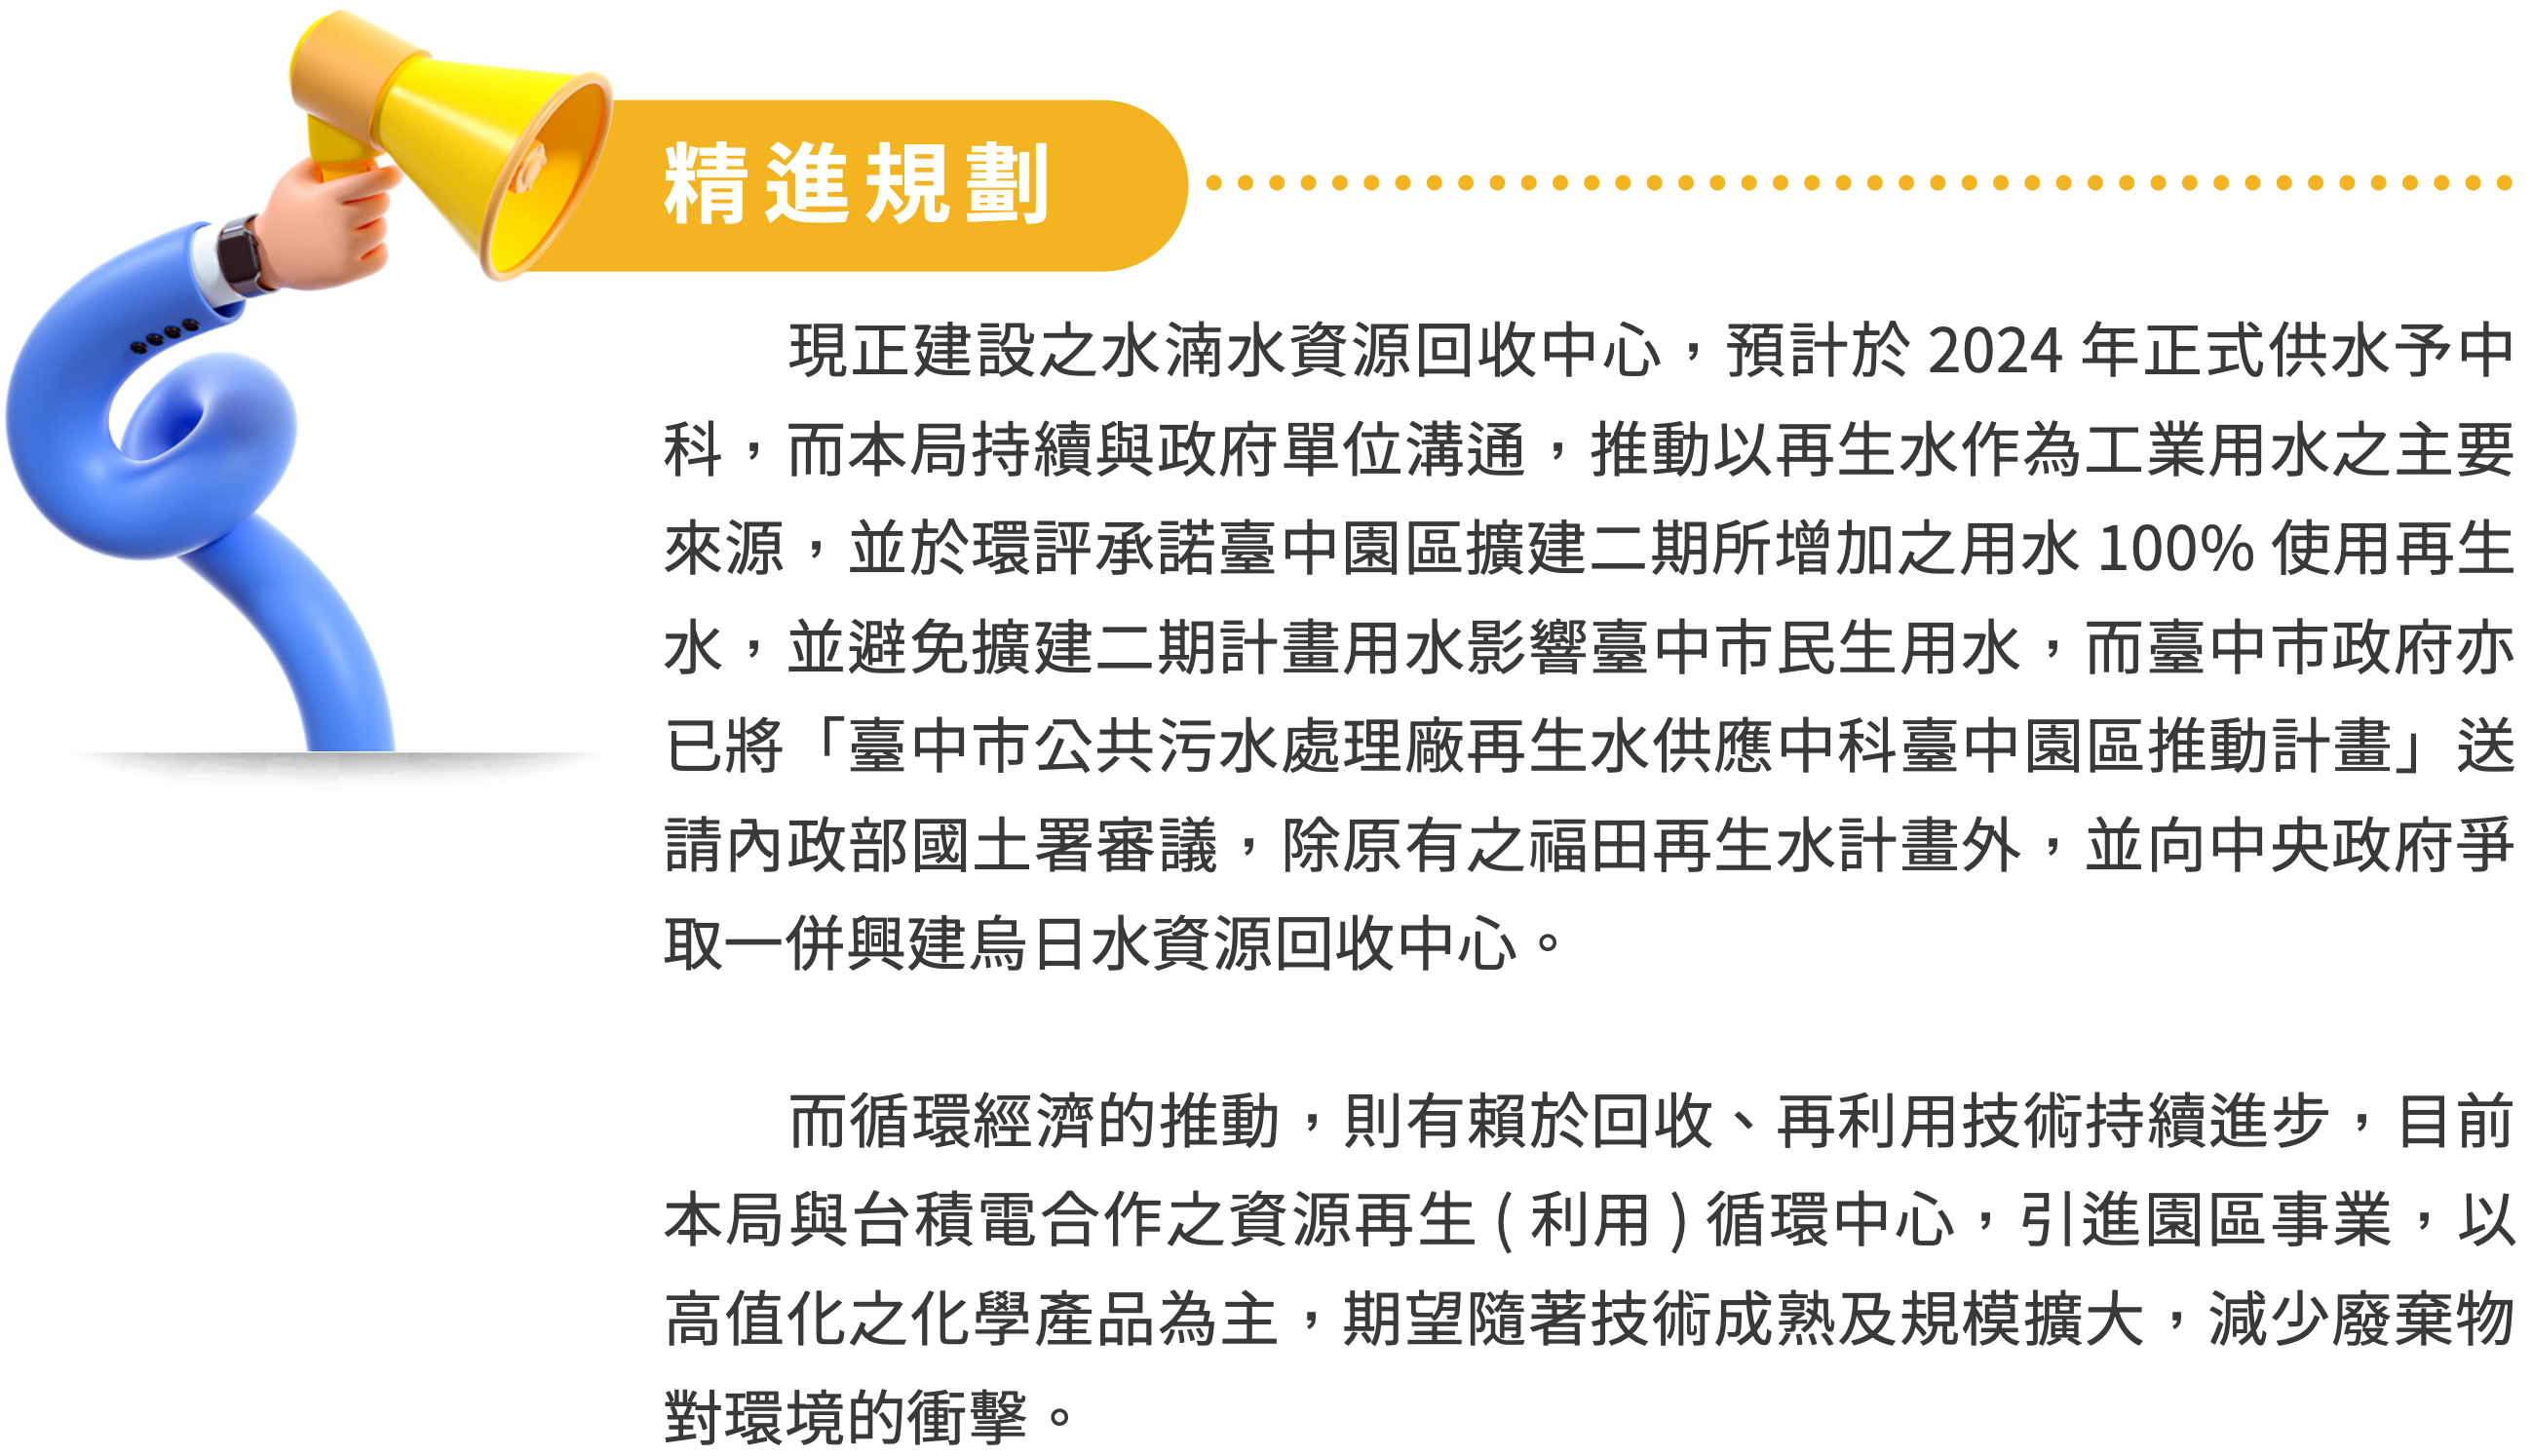 精進規劃
現正建設之水湳水資源回收中心，預計於 2024 年正式供水予中
科，而本局持續與政府單位溝通，推動以再生水作為工業用水之主要
來源，並於環評承諾臺中園區擴建二期所增加之用水 100% 使用再生
水，並避免擴建二期計畫用水影響臺中市民生用水，而臺中市政府亦
已將「臺中市公共污水處理廠再生水供應中科臺中園區推動計畫」送
請內政部國土署審議，除原有之福田再生水計畫外，並向中央政府爭
取一併興建烏日水資源回收中心。
而循環經濟的推動，則有賴於回收、再利用技術持續進步，目前
本局與台積電合作之資源再生 ( 利用 ) 循環中心，引進園區事業，以
高值化之化學產品為主，期望隨著技術成熟及規模擴大，減少廢棄物
對環境的衝擊。